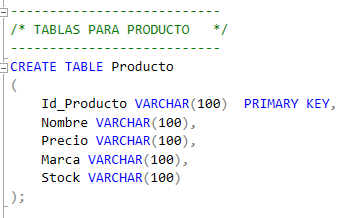 ----------------------------
/* TABLAS PARA PRODUCTO   */
----------------------------
CREATE TABLE Producto
(
    Id_Producto VARCHAR(100)  PRIMARY KEY,
    Nombre VARCHAR(100),
    Precio VARCHAR(100),
    Marca VARCHAR(100),
    Stock VARCHAR(100)
);